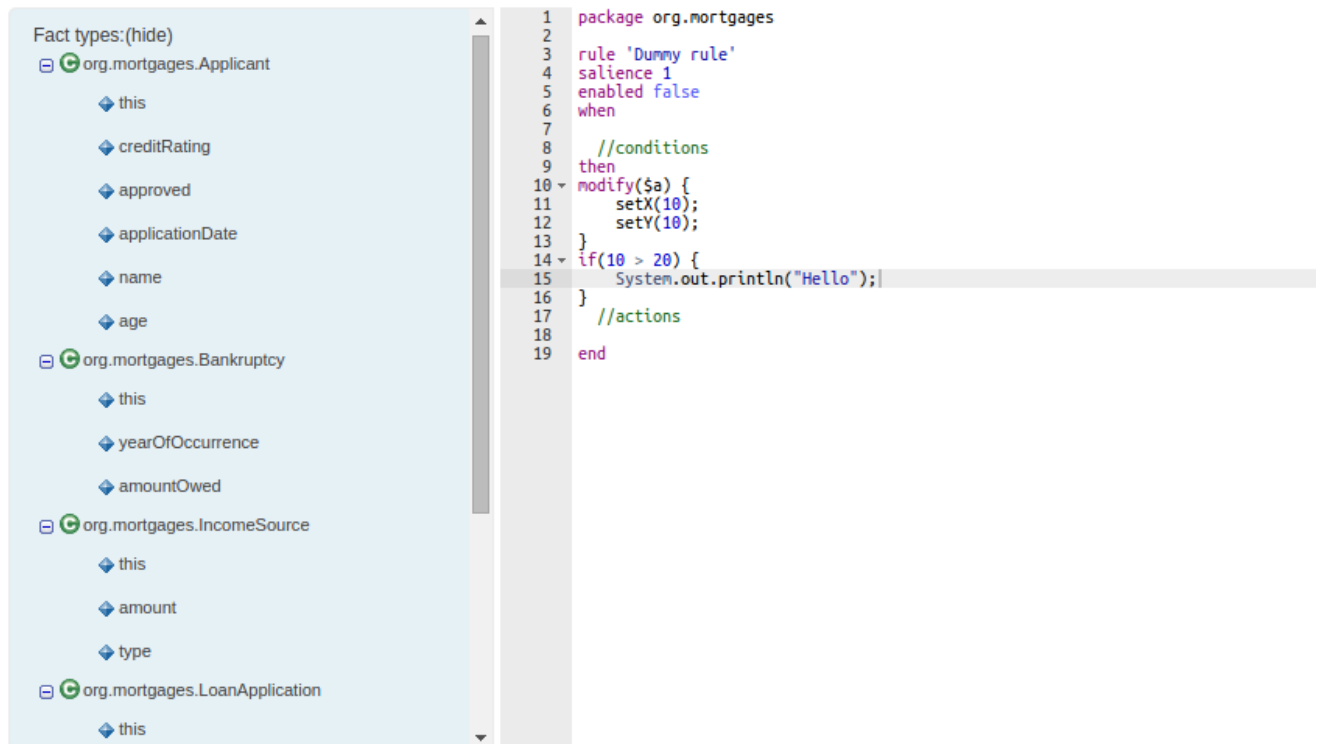 Fact types:(hide)
org.mortgages.Applicant
this
creditRating
approved
applicationDate
name
age
org.mortgages.Bankruptcy
this
yearOfOccurrence
amountOwed
org.mortgages.IncomeSource
this
amount
type
org.mortgages.LoanApplication
this
1 package org.mortgages
2
3 rule 'Dummy rule'
4 salience 1
5 enabled false
6 when
7
8   //conditions
9 then
10 modify($a) {
11     setX(10);
12     setY(10);
13 }
14 if(10 > 20) {
15     System.out.println("Hello");
16 }
17   //actions
18
19 end